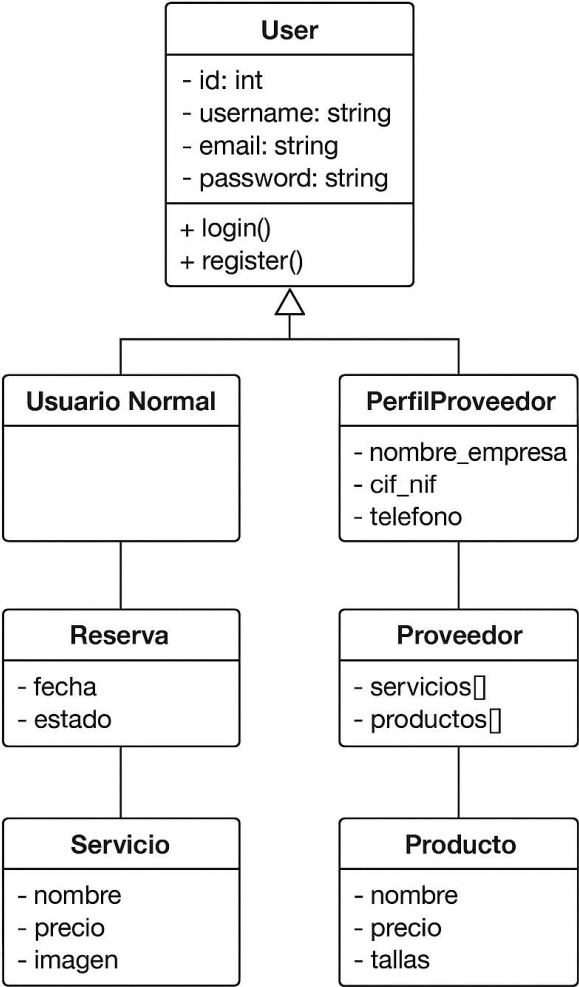 User
- id: int
- username: string
- email: string
- password: string
+ login()
+ register()
Usuario Normal
PerfilProveedor
- nombre_empresa
- cif_nif
- telefono
Reserva
- fecha
- estado
Proveedor
- servicios[]
- productos[]
Servicio
- nombre
- precio
- imagen
Producto
- nombre
- precio
- tallas